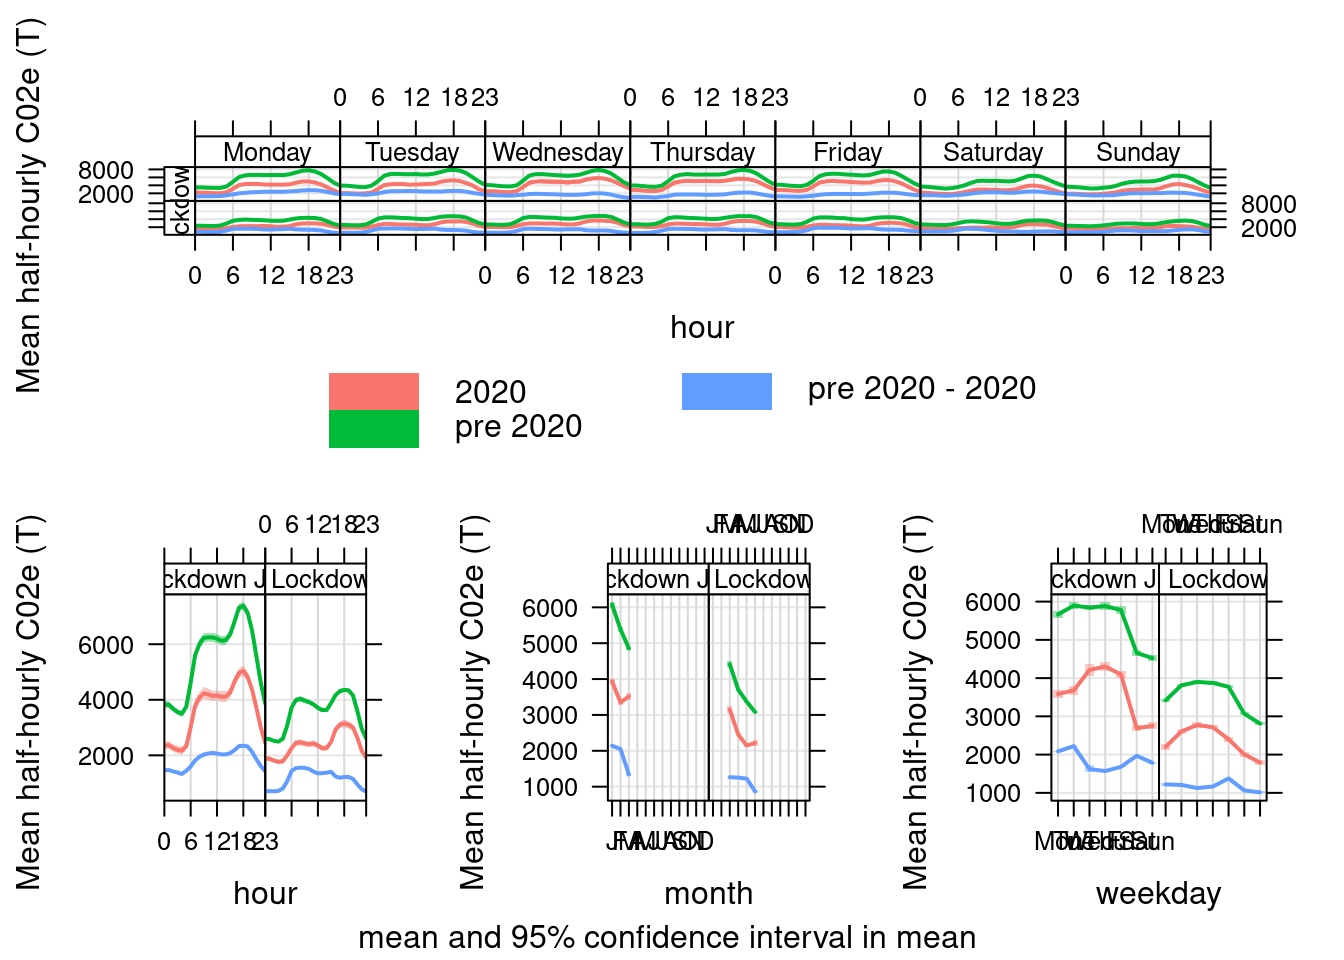 Mean half-hourly C02e (T)
0 6 12 18 23 0 6 12 18 23 0 6 12 18 23
Monday Tuesday Wednesday Thursday Friday Saturday Sunday
8000
2000
ckdow
8000
2000
0 6 12 18 23 0 6 12 18 23 0 6 12 18 23 0 6 12 18 23
hour
2020
pre 2020
pre 2020 - 2020
Mean half-hourly C02e (T)
0 6 12 18 23
ckdown J Lockdow
6000
4000
2000
0 6 12 18 23
hour
Mean half-hourly C02e (T)
ckdown J Lockdow
6000
5000
4000
3000
2000
1000
month
Mean half-hourly C02e (T)
ckdown J Lockdow
6000
5000
4000
3000
2000
1000
weekday
mean and 95% confidence interval in mean